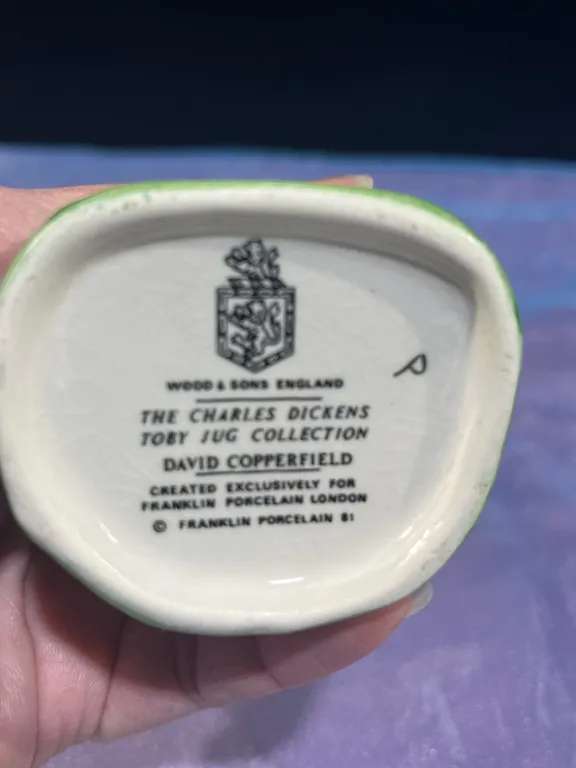 WOOD & SONS ENGLAND
THE CHARLES DICKENS
TOBY JUG COLLECTION
DAVID COPPERFIELD
CREATED EXCLUSIVELY FOR
FRANKLIN PORCELAIN LONDON
© FRANKLIN PORCELAIN 81
P